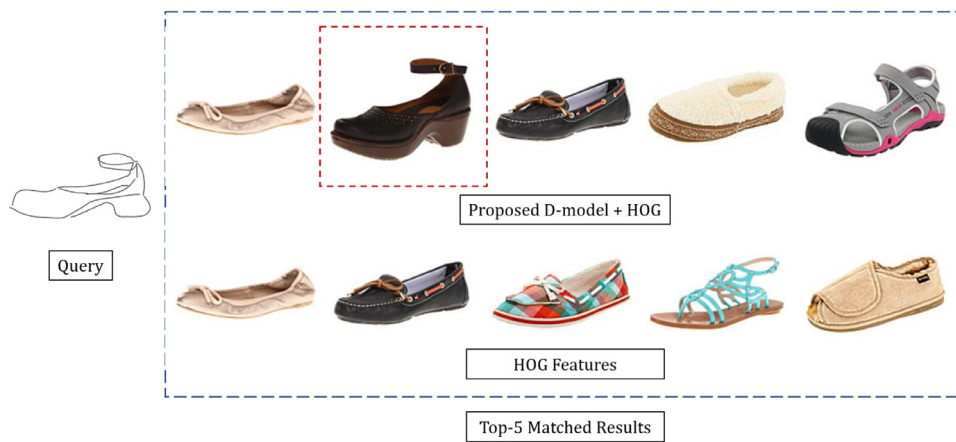 Proposed D-model + HOG
Query
HOG Features
Top-5 Matched Results